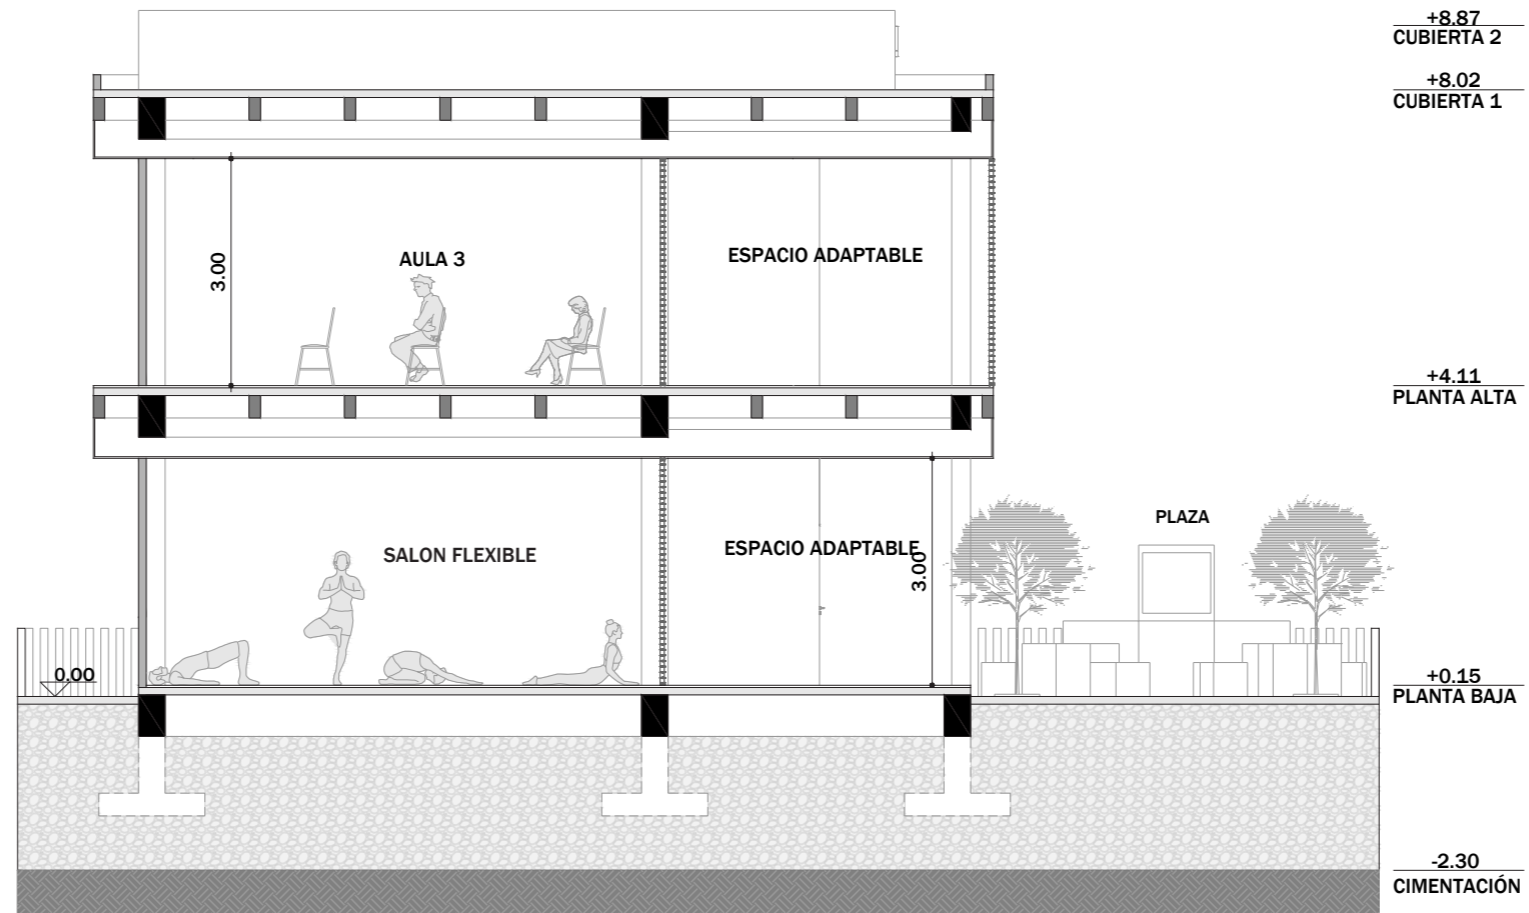 +8.87
CUBIERTA 2
+8.02
CUBIERTA 1
3.00
AULA 3
ESPACIO ADAPTABLE
+4.11
PLANTA ALTA
SALON FLEXIBLE
ESPACIO ADAPTABLE
3.00
PLAZA
0.00
+0.15
PLANTA BAJA
-2.30
CIMENTACIÓN